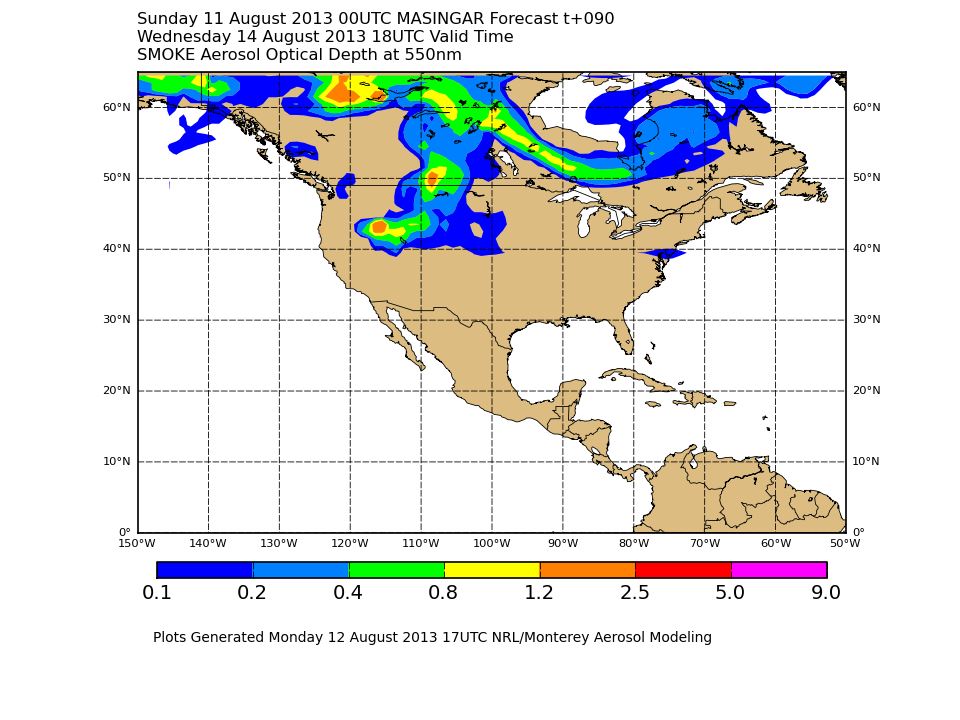 Sunday 11 August 2013 00UTC MASINGAR Forecast t+090
Wednesday 14 August 2013 18UTC Valid Time
SMOKE Aerosol Optical Depth at 550nm
60°N 60°N
50°N 50°N
40°N 40°N
30°N 30°N
20°N 20°N
10°N 10°N
0° 0°
150°W 140°W 130°W 120°W 110°W 100°W 90°W 80°W 70°W 60°W 50°W
0.1 0.2 0.4 0.8 1.2 2.5 5.0 9.0
Plots Generated Monday 12 August 2013 17UTC NRL/Monterey Aerosol Modeling